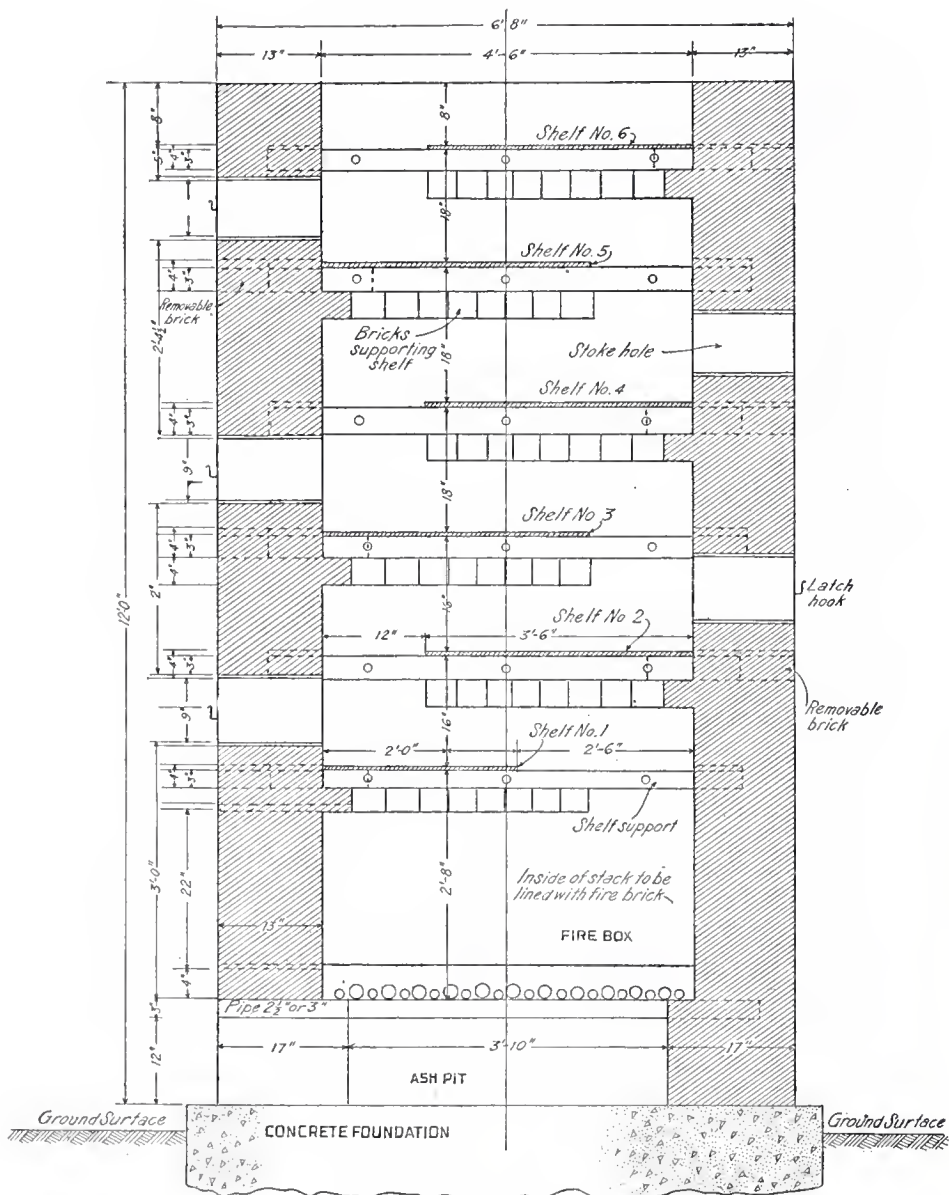 6'8"
13"
4'-6"
13"
8"
8"
Shelf No. 6
5"
4"
3"
18"
Shelf No. 5
4"
3"
Removable
brick
2'-4½"
Bricks
supporting
shelf
18"
Stoke hole
Shelf No. 4
4"
3"
9"
18"
Shelf No 3
4"
3"
4"
12'0"
2"
Latch
hook
16"
12"
3'-6"
Shelf No 2
4"
3"
Removable
brick
9"
16"
Shelf No. 1
2'-0"
2'-6"
4"
3"
Shelf support
3'-0"
22"
2'-8"
Inside of stack to be
lined with fire brick
13"
FIRE BOX
4"
3"
Pipe 2½" or 3"
12"
17"
3'-10"
17"
ASH PIT
Ground Surface
CONCRETE FOUNDATION
Ground Surface